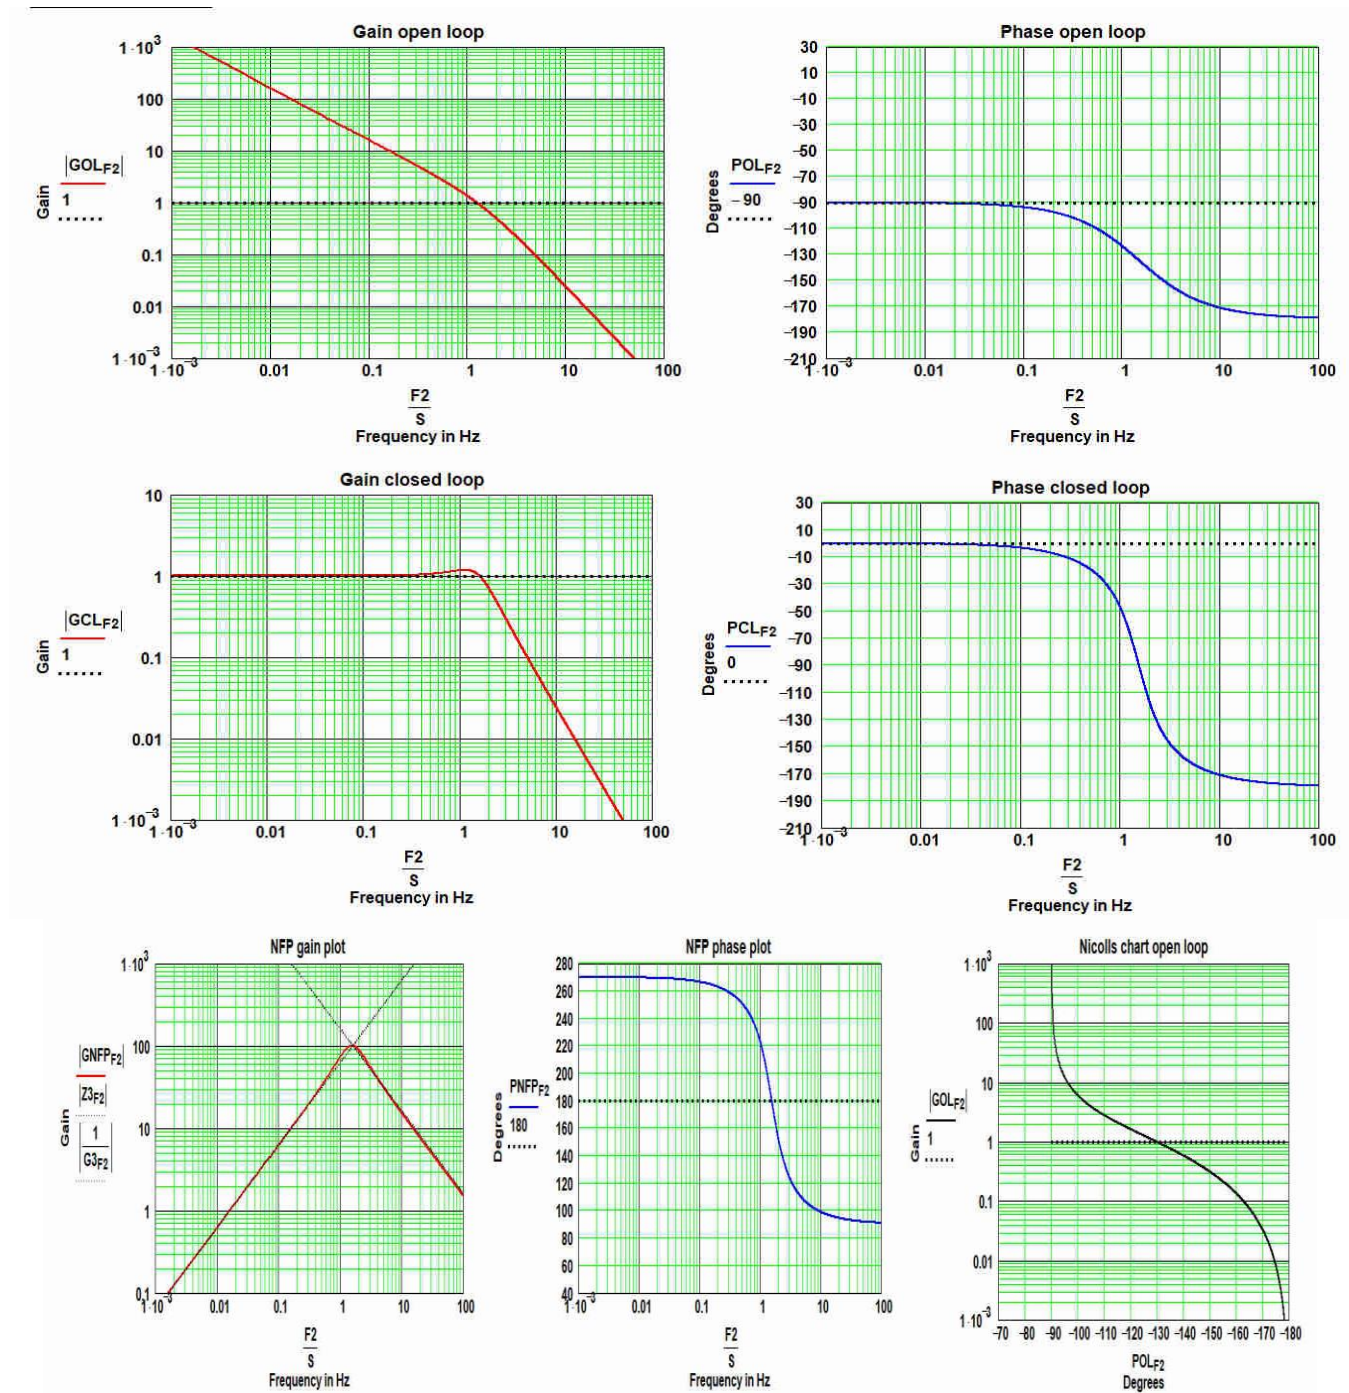 Gain open loop
1·10³
100
10
1
0.1
0.01
1·10⁻³
Gain
|GOL_F2|
1
1·10⁻³ 0.01 0.1 1 10 100
F2
S
Frequency in Hz
Phase open loop
30
10
−10
−30
−50
−70
−90
−110
−130
−150
−170
−190
−210
Degrees
POL_F2
−90
1·10⁻³ 0.01 0.1 1 10 100
F2
S
Frequency in Hz
Gain closed loop
10
1
0.1
0.01
1·10⁻³
Gain
|GCL_F2|
1
1·10⁻³ 0.01 0.1 1 10 100
F2
S
Frequency in Hz
Phase closed loop
30
10
−10
−30
−50
−70
−90
−110
−130
−150
−170
−190
−210
Degrees
PCL_F2
0
1·10⁻³ 0.01 0.1 1 10 100
F2
S
Frequency in Hz
NFP gain plot
1·10³
100
10
1
0.1
Gain
|GNFP_F2|
|Z3_F2|
1
G3_F2
1·10⁻³ 0.01 0.1 1 10 100
F2
S
Frequency in Hz
NFP phase plot
280
260
240
220
200
180
160
140
120
100
80
60
40
Degrees
PNFP_F2
180
1·10⁻³ 0.01 0.1 1 10 100
F2
S
Frequency in Hz
Nicolls chart open loop
1·10³
100
10
1
0.1
0.01
1·10⁻³
Gain
|GOL_F2|
1
−70 −80 −90 −100 −110 −120 −130 −140 −150 −160 −170 −180
POL_F2
Degrees